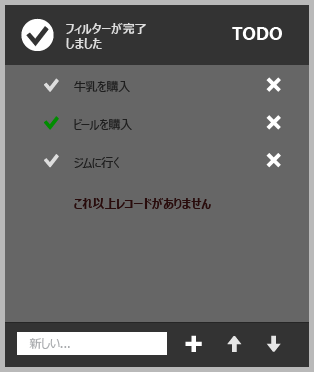 フィルターが完了
しました
TODO
牛乳を購入
ビールを購入
ジムに行く
これ以上レコードがありません
新しい...